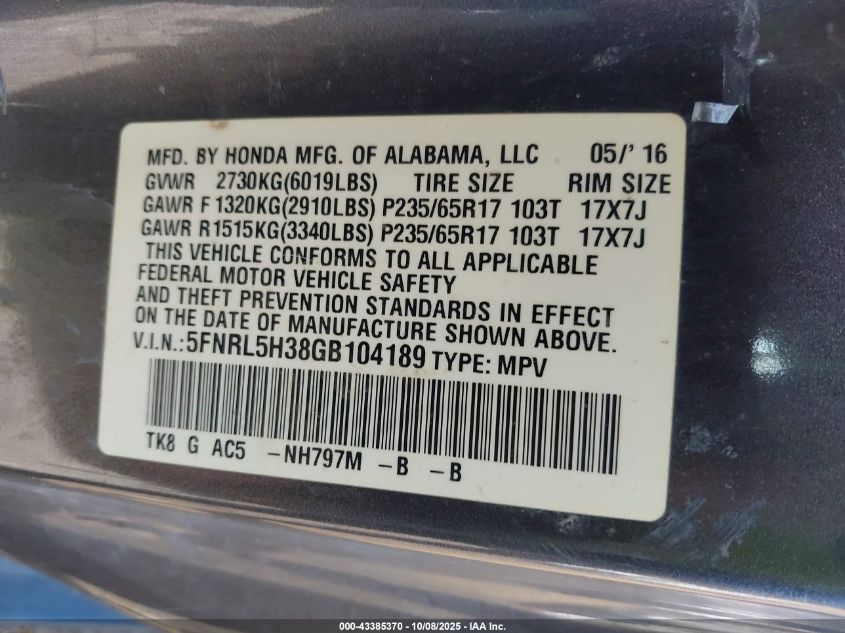 MFD. BY HONDA MFG. OF ALABAMA, LLC 05/' 16
GVWR 2730KG(6019LBS) TIRE SIZE RIM SIZE
GAWR F 1320KG(2910LBS) P235/65R17 103T 17X7J
GAWR R1515KG(3340LBS) P235/65R17 103T 17X7J
THIS VEHICLE CONFORMS TO ALL APPLICABLE
FEDERAL MOTOR VEHICLE SAFETY
AND THEFT PREVENTION STANDARDS IN EFFECT
ON THE DATE OF MANUFACTURE SHOWN ABOVE.
V.I.N.:5FNRL5H38GB104189 TYPE: MPV
TK8 G AC5 -NH797M -B -B
000-43385370 - 10/08/2025 - IAA Inc.